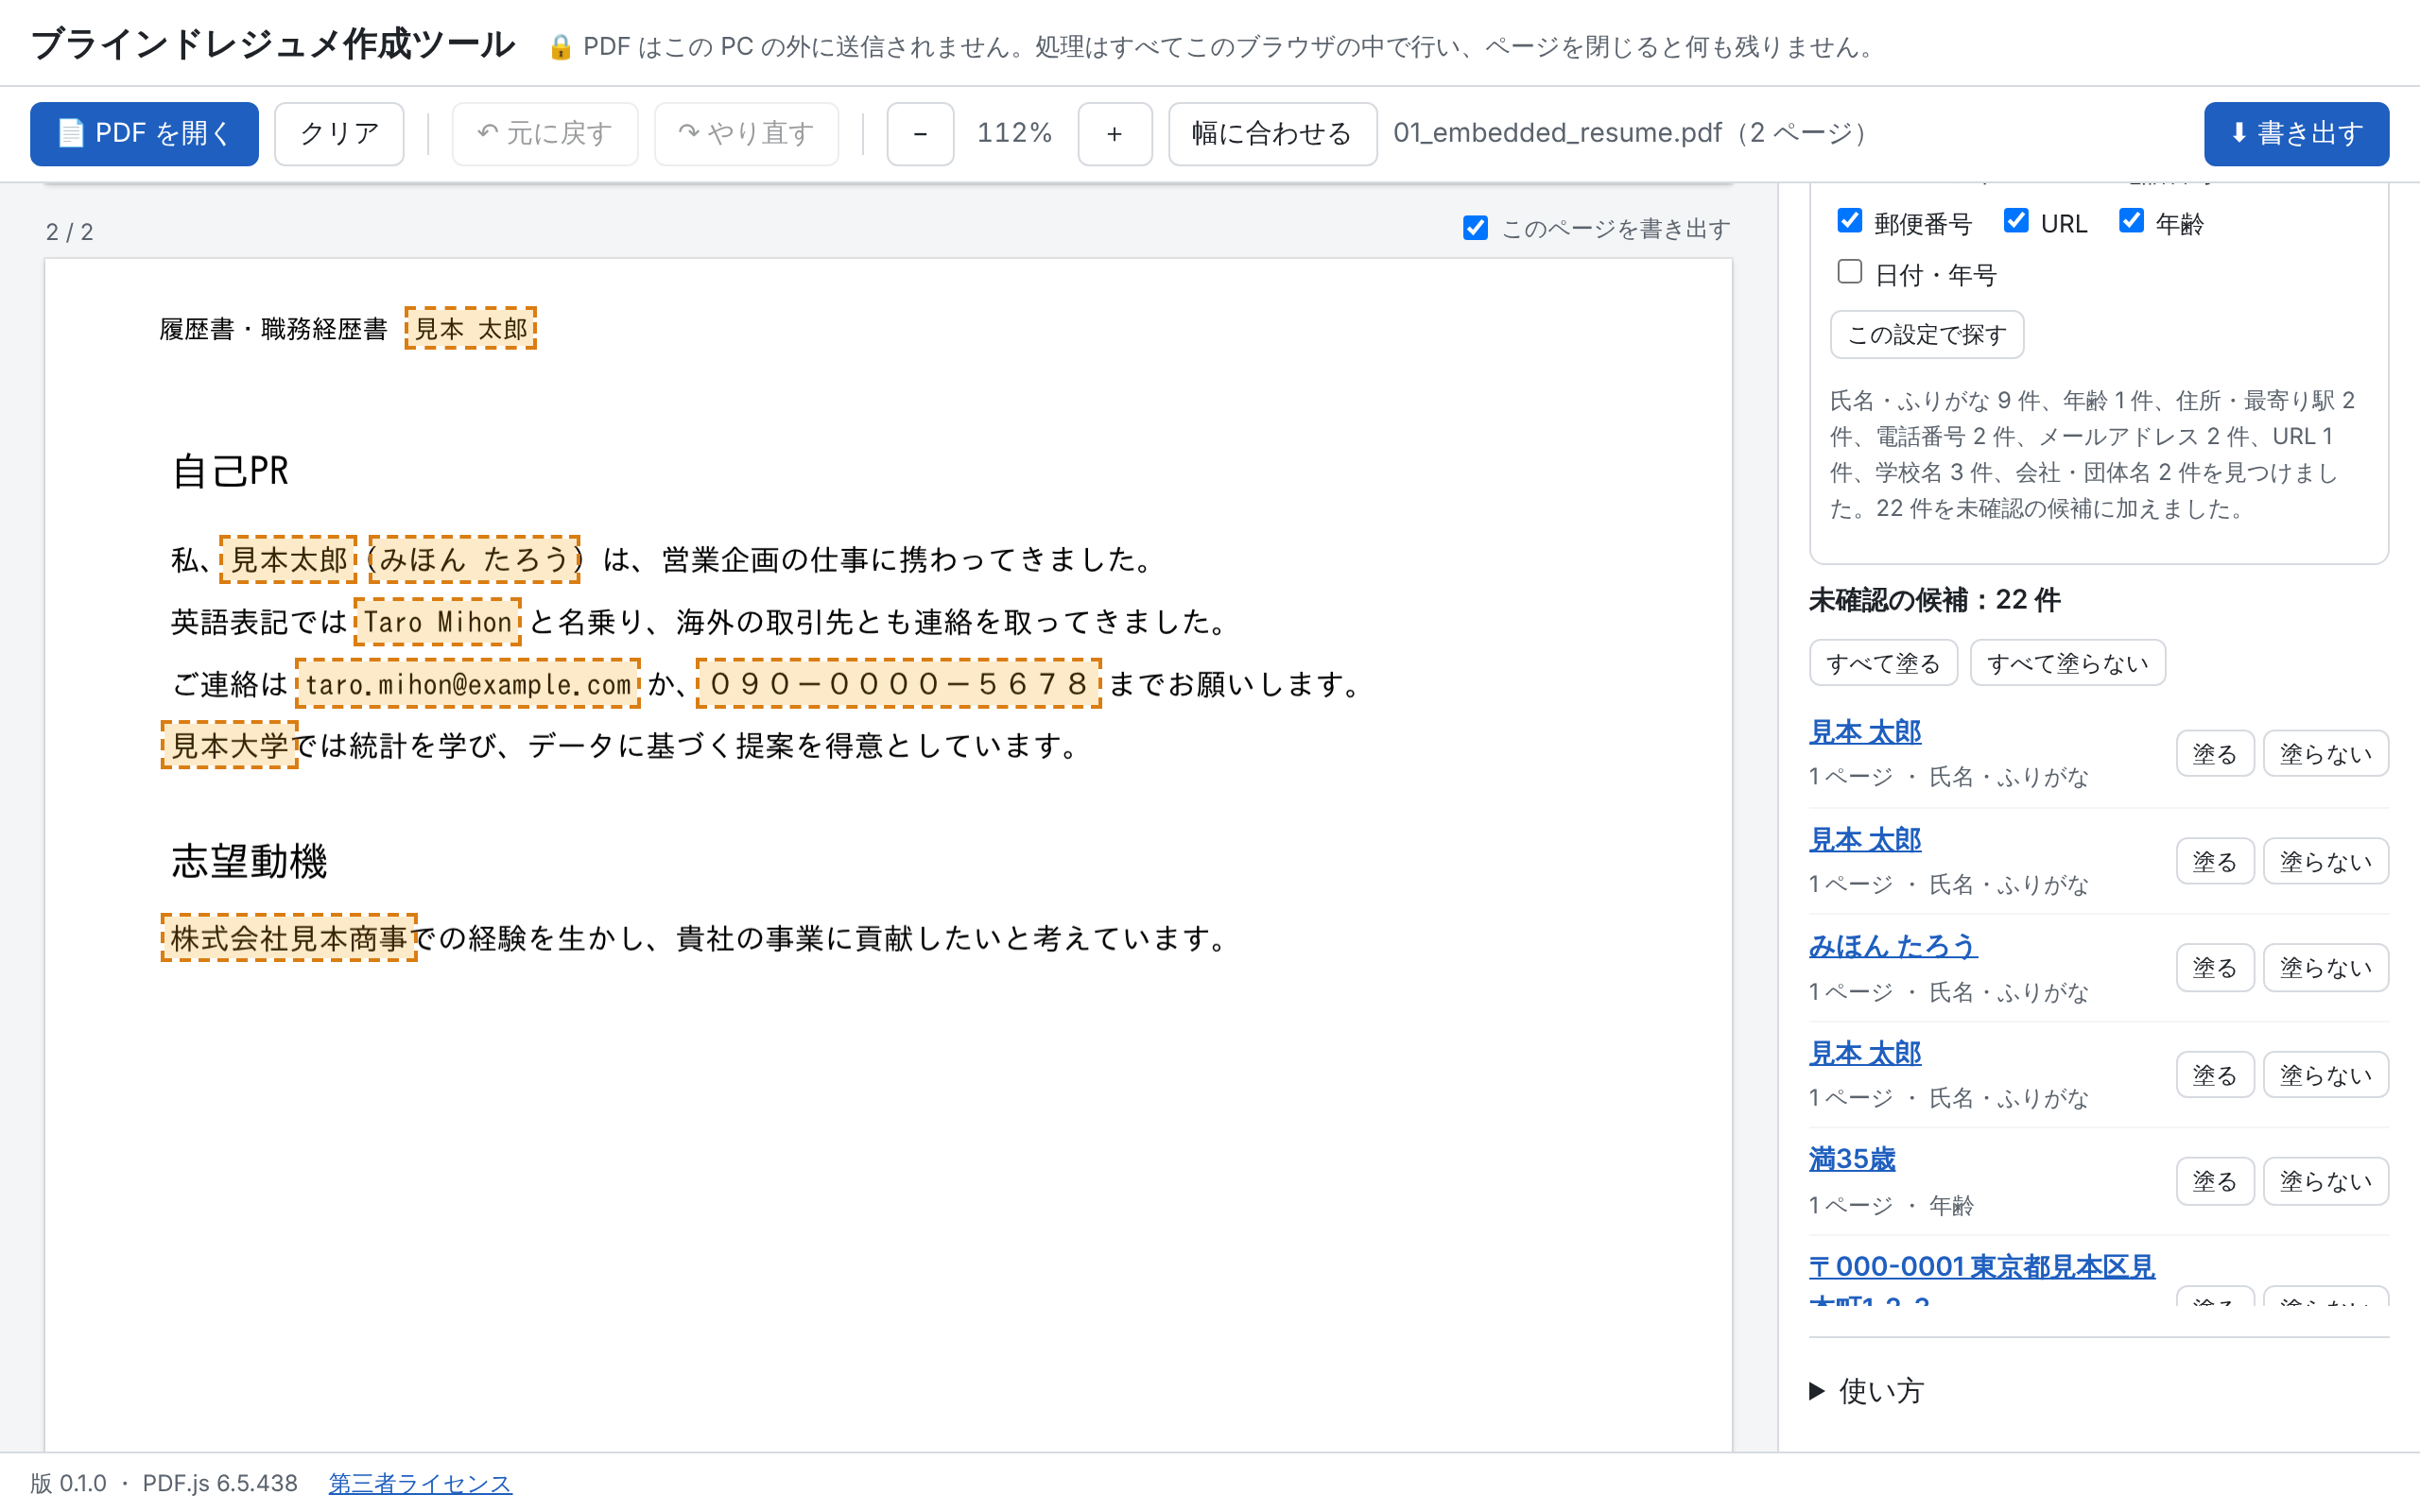 ブラインドレジュメ作成ツール 🔒 PDF はこの PC の外に送信されません。処理はすべてこのブラウザの中で行い、ページを閉じると何も残りません。
📄 PDF を開く クリア ↶ 元に戻す ↷ やり直す − 112% + 幅に合わせる 01_embedded_resume.pdf（2 ページ） ⬇ 書き出す
2 / 2 このページを書き出す
履歴書・職務経歴書 見本 太郎
自己PR
私、見本太郎（みほん たろう）は、営業企画の仕事に携わってきました。
英語表記では Taro Mihon と名乗り、海外の取引先とも連絡を取ってきました。
ご連絡は taro.mihon@example.com か、０９０－００００－５６７８ までお願いします。
見本大学では統計を学び、データに基づく提案を得意としています。
志望動機
株式会社見本商事での経験を生かし、貴社の事業に貢献したいと考えています。
郵便番号 URL 年齢
日付・年号
この設定で探す
氏名・ふりがな 9 件、年齢 1 件、住所・最寄り駅 2
件、電話番号 2 件、メールアドレス 2 件、URL 1
件、学校名 3 件、会社・団体名 2 件を見つけまし
た。22 件を未確認の候補に加えました。
未確認の候補：22 件
すべて塗る すべて塗らない
見本 太郎
1 ページ ・ 氏名・ふりがな
塗る 塗らない
見本 太郎
1 ページ ・ 氏名・ふりがな
塗る 塗らない
みほん たろう
1 ページ ・ 氏名・ふりがな
塗る 塗らない
見本 太郎
1 ページ ・ 氏名・ふりがな
塗る 塗らない
満35歳
1 ページ ・ 年齢
塗る 塗らない
〒000-0001 東京都見本区見
本町1-2-3
塗る 塗らない
▶ 使い方
版 0.1.0 ・ PDF.js 6.5.438 第三者ライセンス